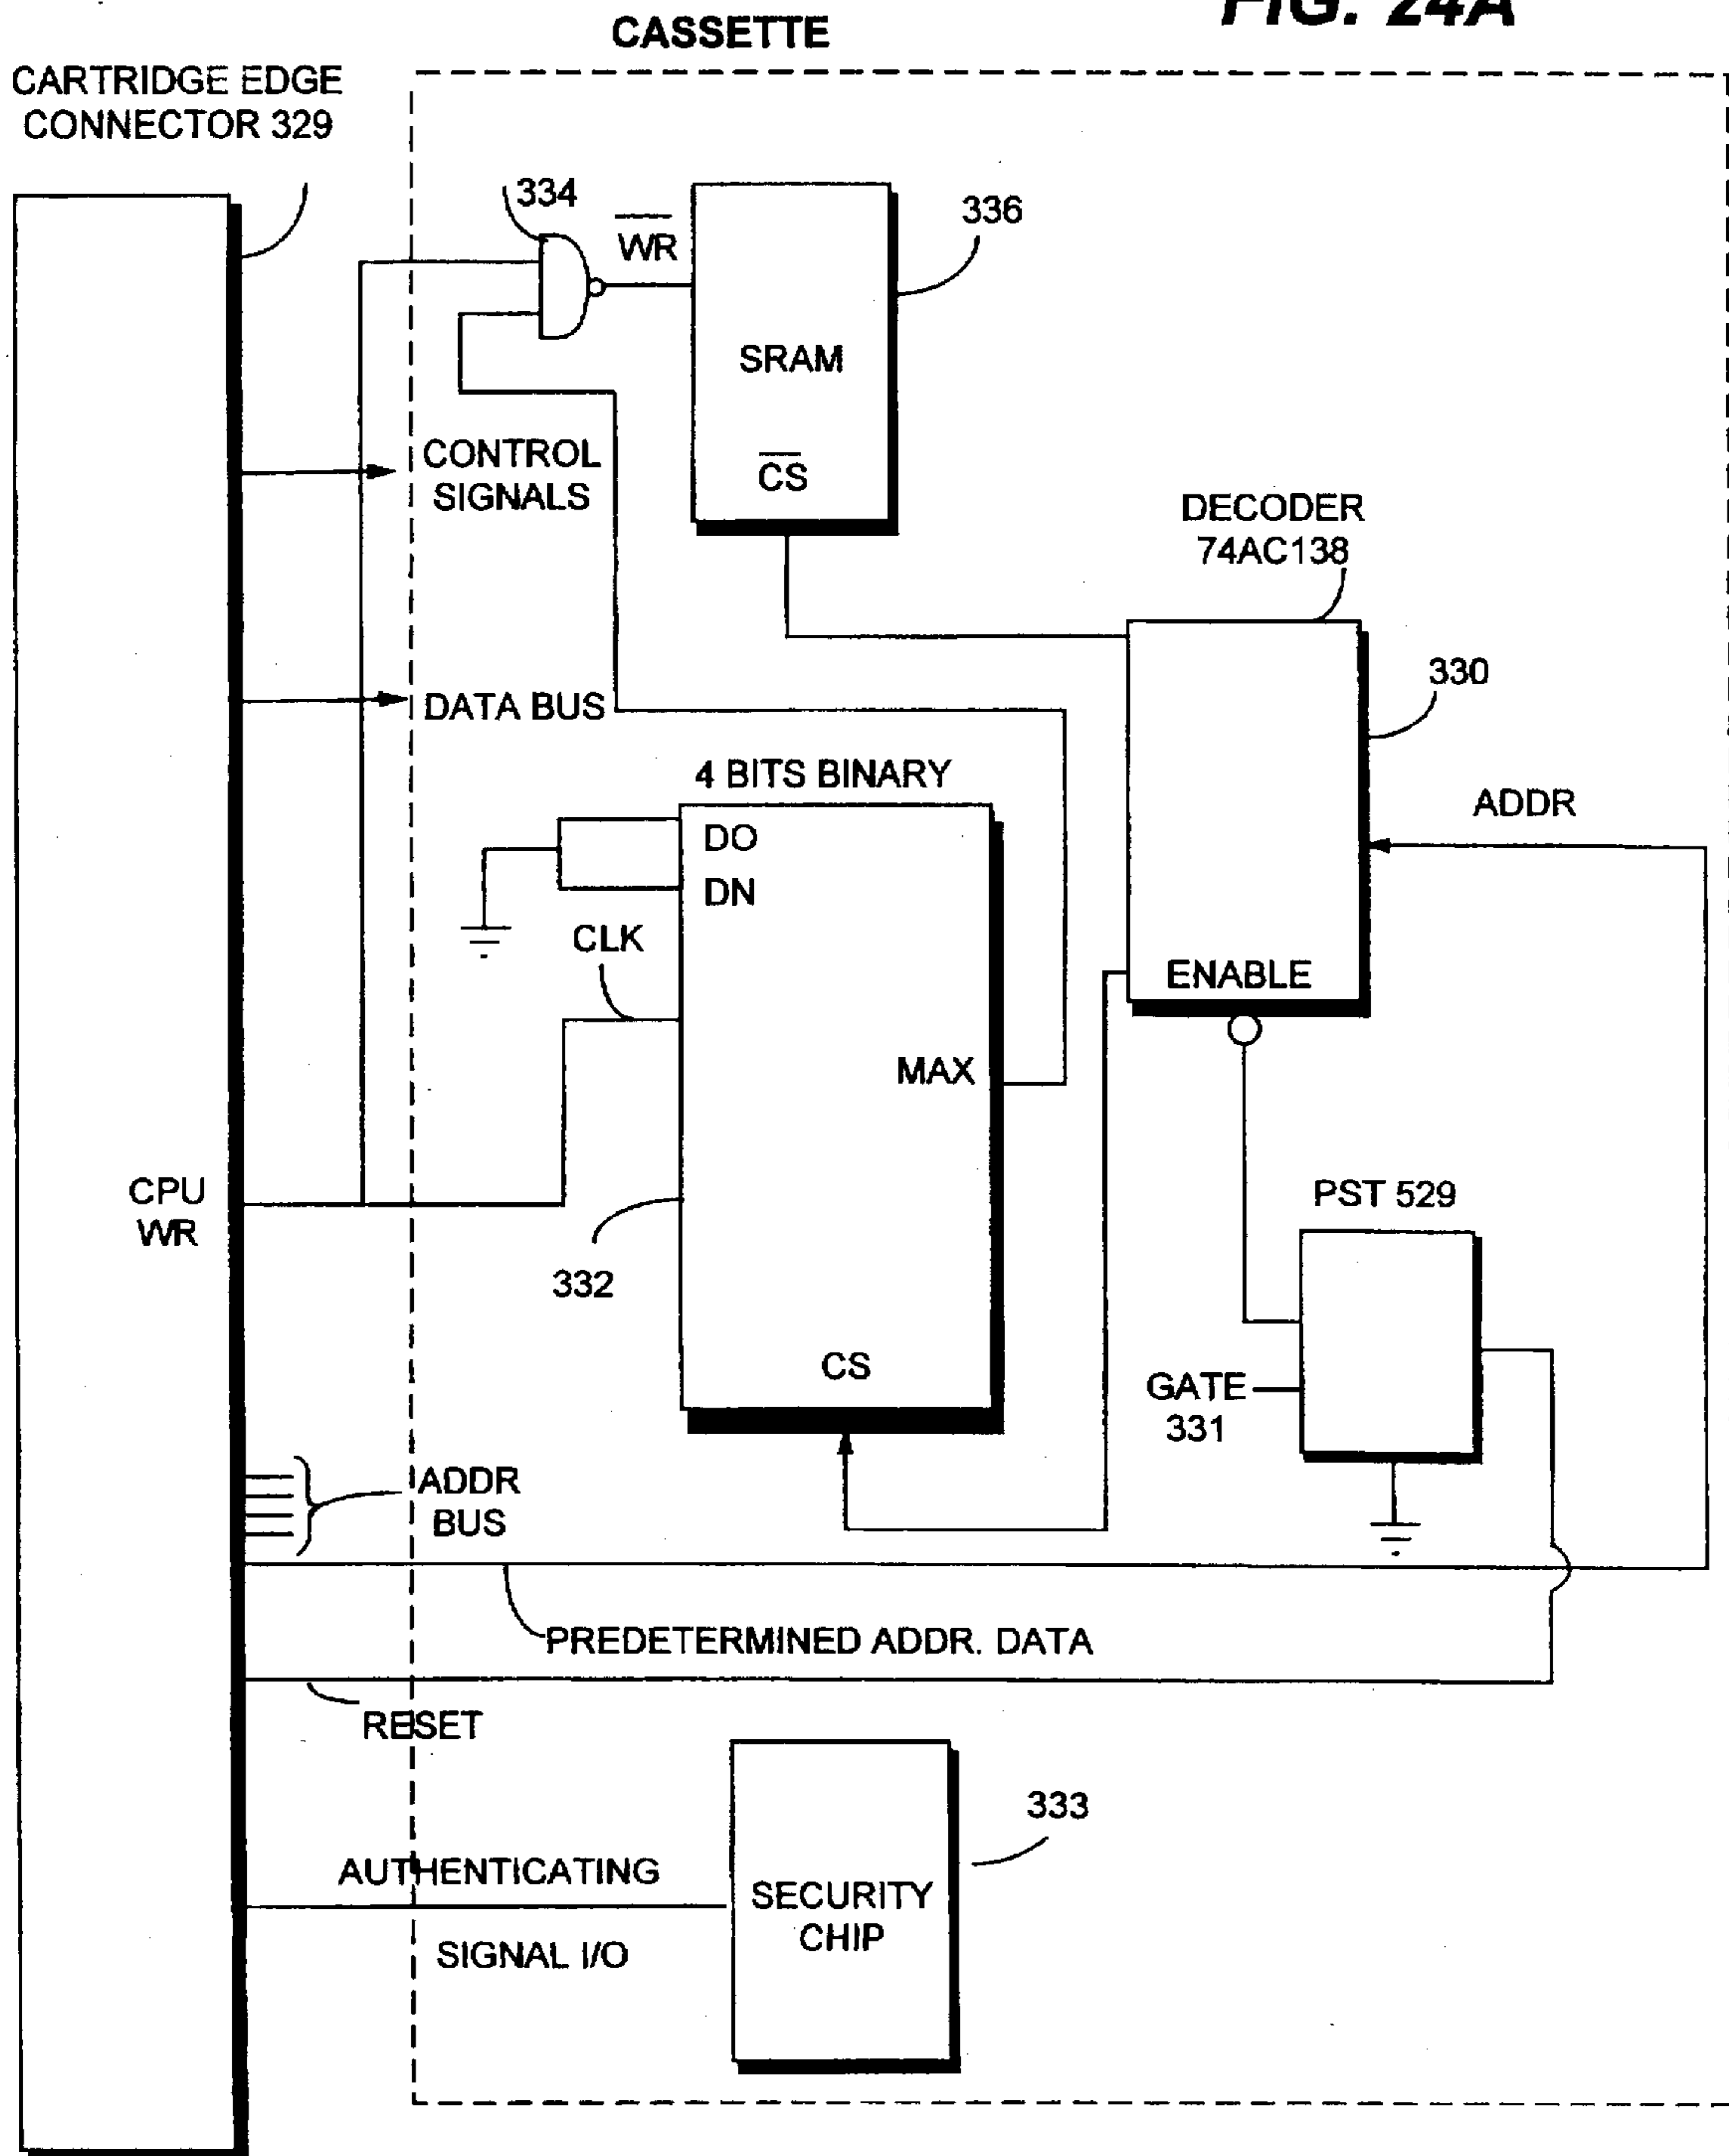 FIG. 24A
CASSETTE
CARTRIDGE EDGE
CONNECTOR 329
334
WR
336
SRAM
CS
CONTROL
SIGNALS
DECODER
74AC138
330
DATA BUS
4 BITS BINARY
ADDR
DO
DN
CLK
ENABLE
MAX
CPU
WR
PST 529
332
CS
GATE
331
ADDR
BUS
PREDETERMINED ADDR. DATA
RESET
333
AUTHENTICATING
SIGNAL I/O
SECURITY
CHIP